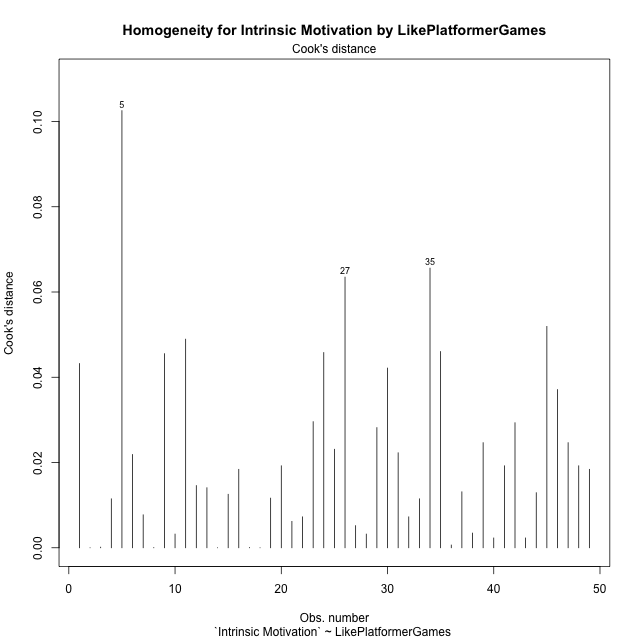 Homogeneity for Intrinsic Motivation by LikePlatformerGames
Cook's distance
5
35
27
0.10
0.08
0.06
0.04
0.02
0.00
Cook's distance
0 10 20 30 40 50
Obs. number
`Intrinsic Motivation` ~ LikePlatformerGames